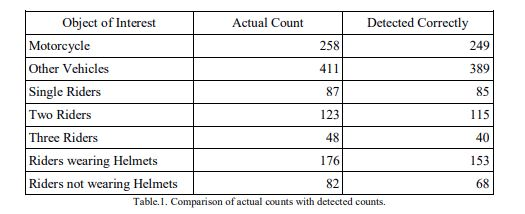 Object of Interest Actual Count Detected Correctly
Motorcycle 258 249
Other Vehicles 411 389
Single Riders 87 85
Two Riders 123 115
Three Riders 48 40
Riders wearing Helmets 176 153
Riders not wearing Helmets 82 68
Table.1. Comparison of actual counts with detected counts.